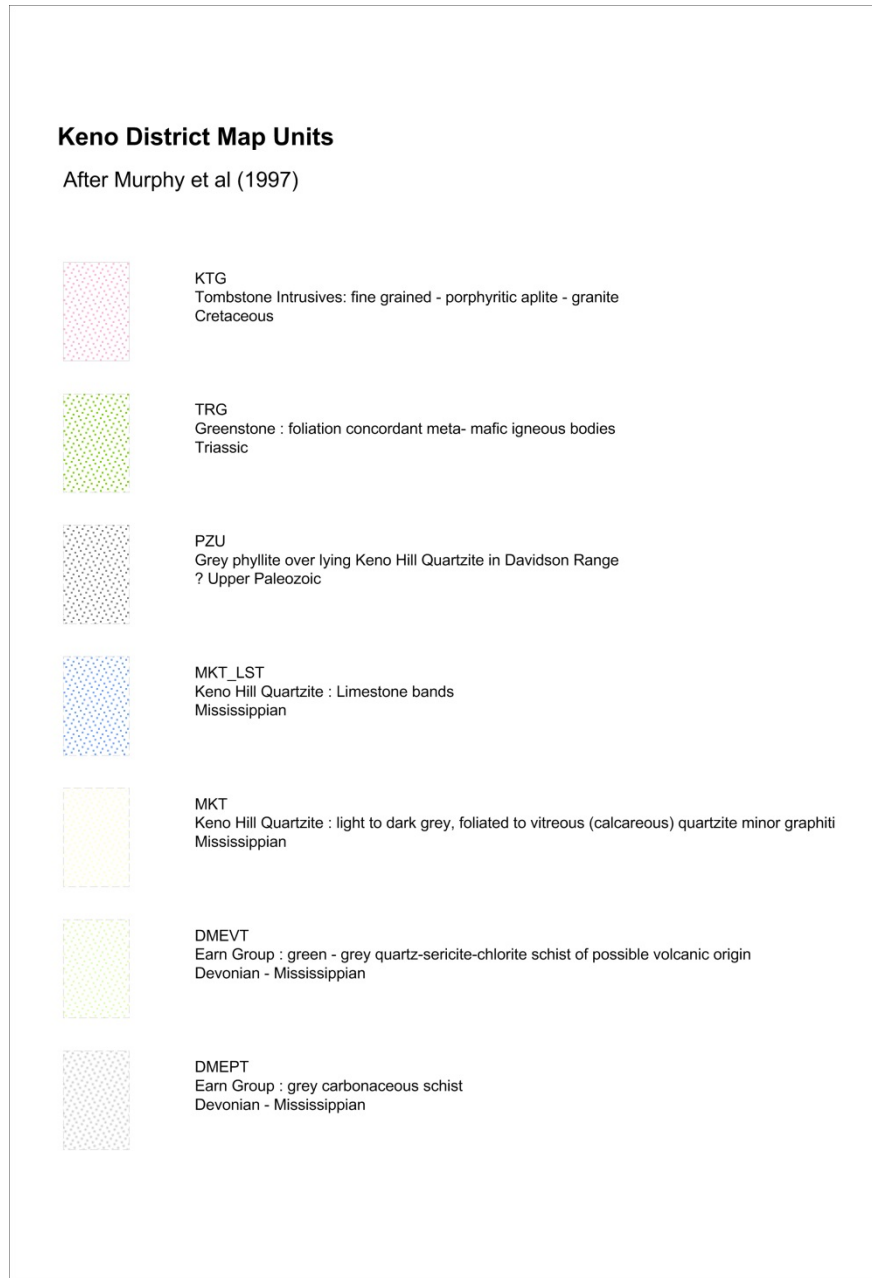 Keno District Map Units
After Murphy et al (1997)
KTG
Tombstone Intrusives: fine grained - porphyritic aplite - granite
Cretaceous
TRG
Greenstone : foliation concordant meta- mafic igneous bodies
Triassic
PZU
Grey phyllite over lying Keno Hill Quartzite in Davidson Range
? Upper Paleozoic
MKT_LST
Keno Hill Quartzite : Limestone bands
Mississippian
MKT
Keno Hill Quartzite : light to dark grey, foliated to vitreous (calcareous) quartzite minor graphiti
Mississippian
DMEVT
Earn Group : green - grey quartz-sericite-chlorite schist of possible volcanic origin
Devonian - Mississippian
DMEPT
Earn Group : grey carbonaceous schist
Devonian - Mississippian